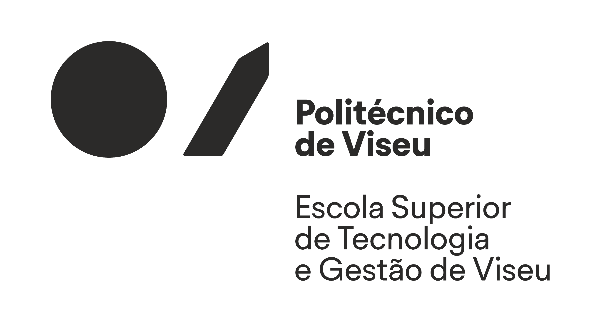 Politécnico
de Viseu
Escola Superior
de Tecnologia
e Gestão de Viseu